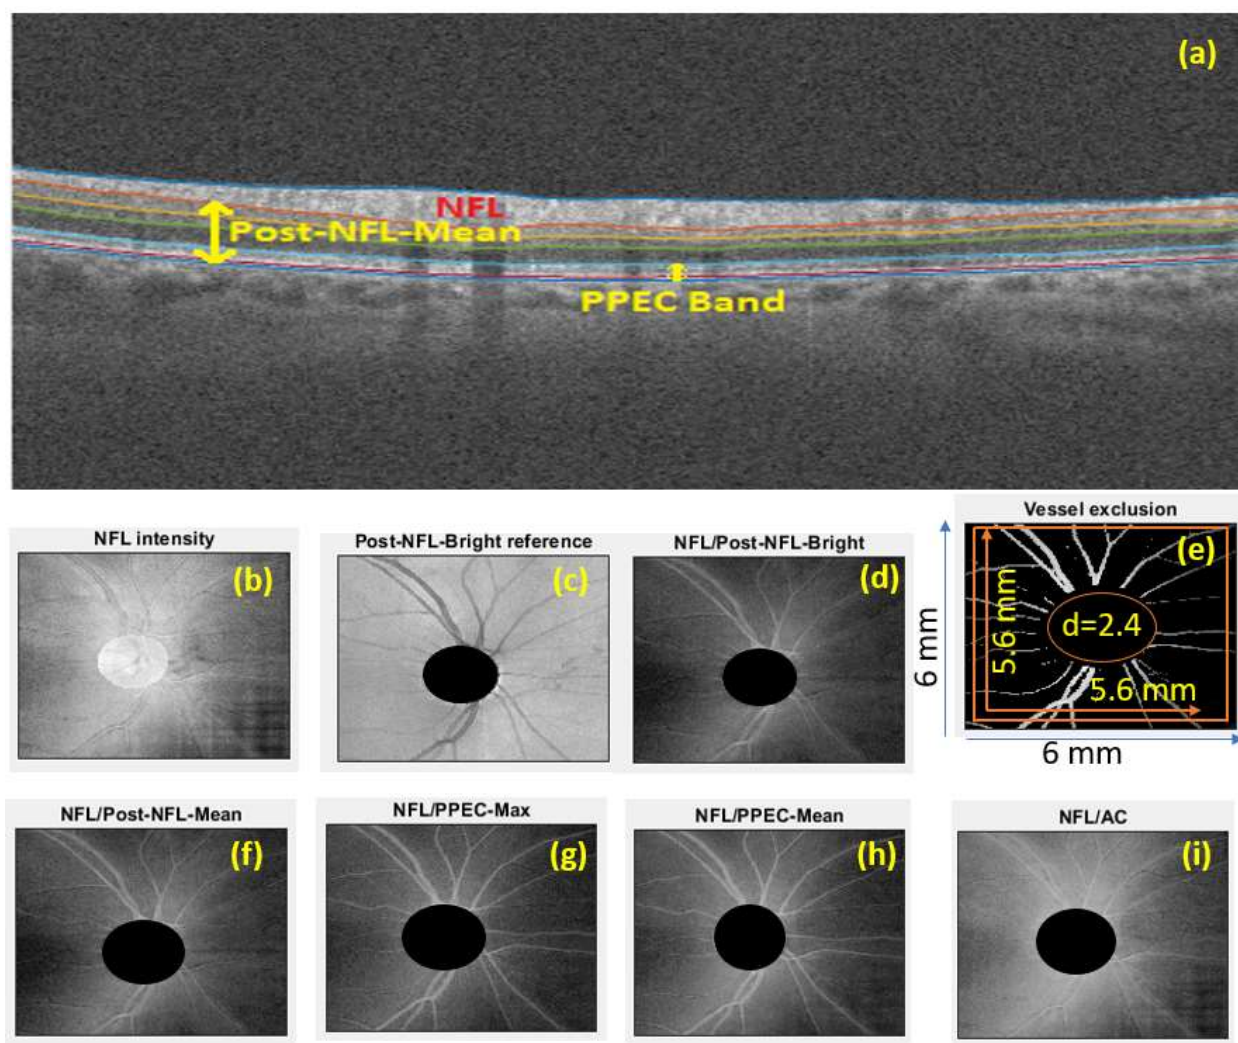 (a)
NFL
Post-NFL-Mean
PPEC Band
NFL intensity
(b)
Post-NFL-Bright reference
(c)
NFL/Post-NFL-Bright
(d)
Vessel exclusion
(e)
d=2.4
5.6 mm
5.6 mm
6 mm
6 mm
NFL/Post-NFL-Mean
(f)
NFL/PPEC-Max
(g)
NFL/PPEC-Mean
(h)
NFL/AC
(i)